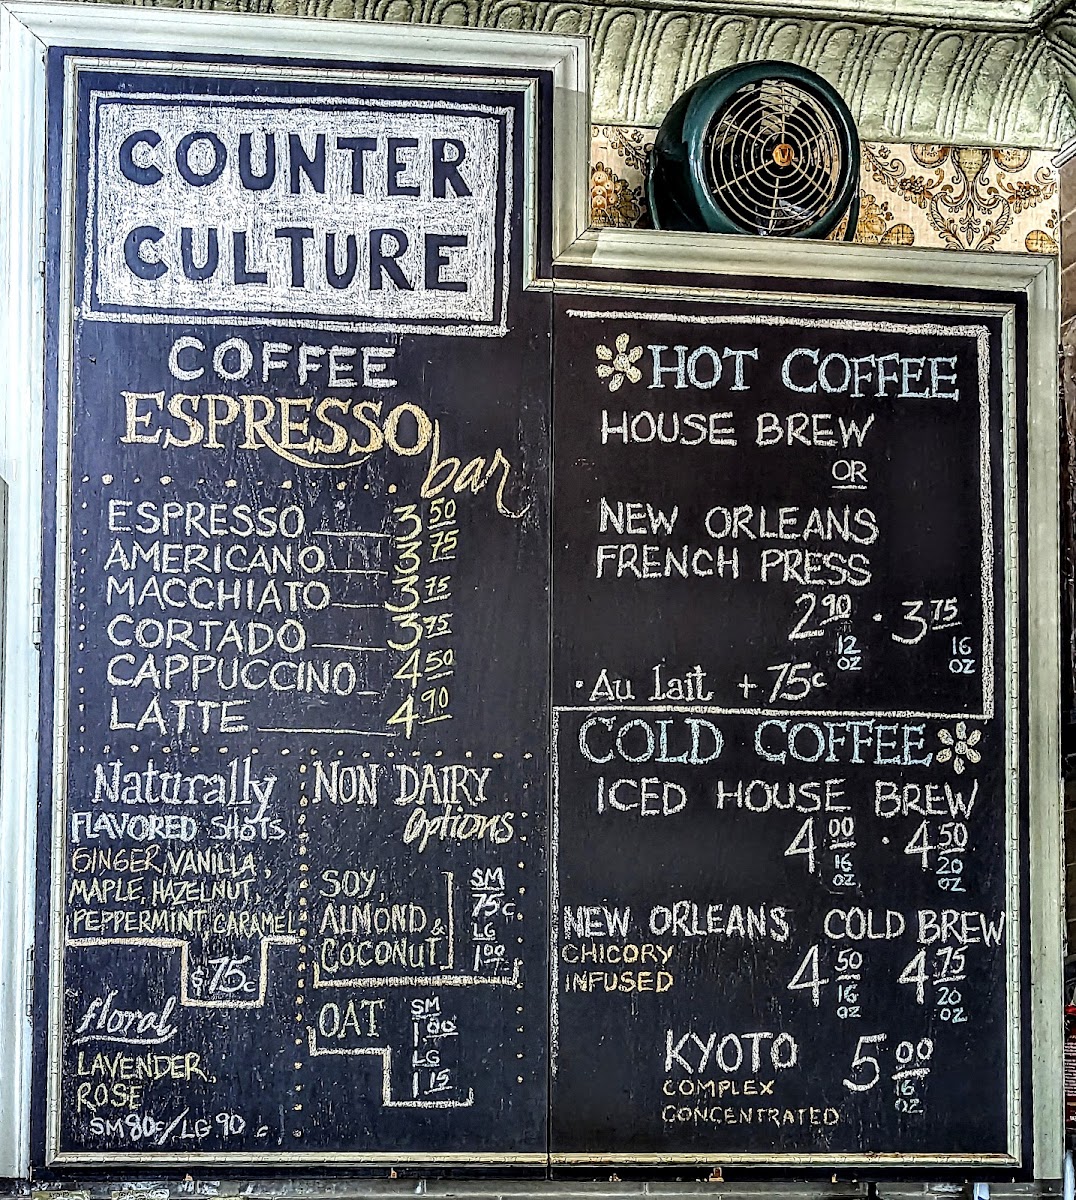 COUNTER
CULTURE
COFFEE
ESPRESSO
bar
ESPRESSO 3 50
AMERICANO 3 75
MACCHIATO 3 75
CORTADO 3 75
CAPPUCCINO 4 50
LATTE 4 90
Naturally
FLAVORED SHOTS
GINGER, VANILLA,
MAPLE, HAZELNUT,
PEPPERMINT, CARAMEL
$75c
floral
LAVENDER,
ROSE
SM 80c/LG 90c
NON DAIRY
options
SOY,
ALMOND &
COCONUT
SM
75c
LG
1 00
OAT
SM
1 00
LG
1 15
HOT COFFEE
HOUSE BREW
OR
NEW ORLEANS
FRENCH PRESS
2 90 · 3 75
12 16
OZ OZ
· Au lait + 75c
COLD COFFEE
ICED HOUSE BREW
4 00 · 4 50
16 20
OZ OZ
NEW ORLEANS COLD BREW
CHICORY
INFUSED
4 50 4 75
16 20
OZ OZ
KYOTO 5 00
COMPLEX 16
CONCENTRATED OZ